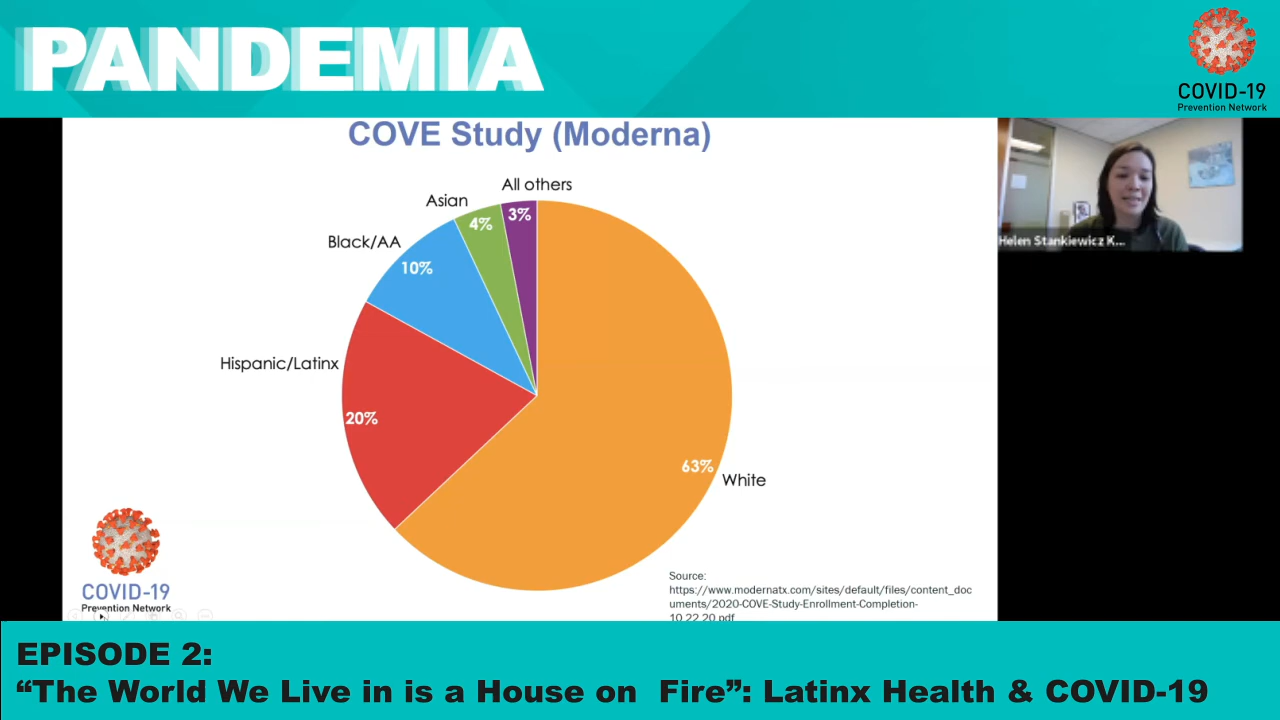 PANDEMIA
COVID-19
Prevention Network
COVE Study (Moderna)
All others
Asian
3%
4%
Black/AA
10%
Helen Stankiewicz K...
Hispanic/Latinx
20%
63%
White
COVID-19
Prevention Network
Source:
https://www.modernatx.com/sites/default/files/content_doc
uments/2020-COVE-Study-Enrollment-Completion-
10.22.20.pdf
EPISODE 2:
“The World We Live in is a House on  Fire”: Latinx Health & COVID-19